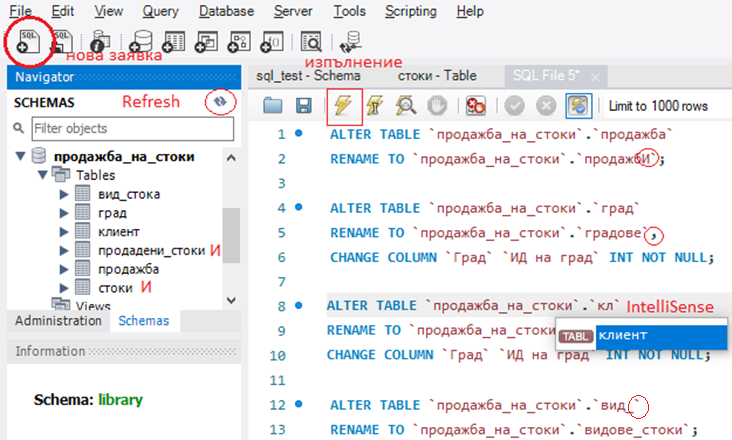 File Edit View Query Database Server Tools Scripting Help
SQL SQL
нова заявка
изпълнение
Navigator
sql_test - Schema стоки - Table SQL File 5* ×
SCHEMAS Refresh
Filter objects
Limit to 1000 rows
продажба_на_стоки
Tables
вид_стока
град
клиент
продадени_стоки И
продажба
стоки И
Views
Administration Schemas
Information
Schema: library
1 ALTER TABLE `продажба_на_стоки`.`продажба`
2 RENAME TO `продажба_на_стоки`.`продажбИ`;
3
4 ALTER TABLE `продажба_на_стоки`.`град`
5 RENAME TO `продажба_на_стоки`.`градове`,
6 CHANGE COLUMN `Град` `ИД на град` INT NOT NULL;
7
8 ALTER TABLE `продажба_на_стоки`.`кл` IntelliSense
9 RENAME TO `продажба_на_сток
TABL клиент
10 CHANGE COLUMN `Град` `ИД на град` INT NOT NULL;
11
12 ALTER TABLE `продажба_на_стоки`.`вид_`
13 RENAME TO `продажба_на_стоки`.`видове_стоки`;